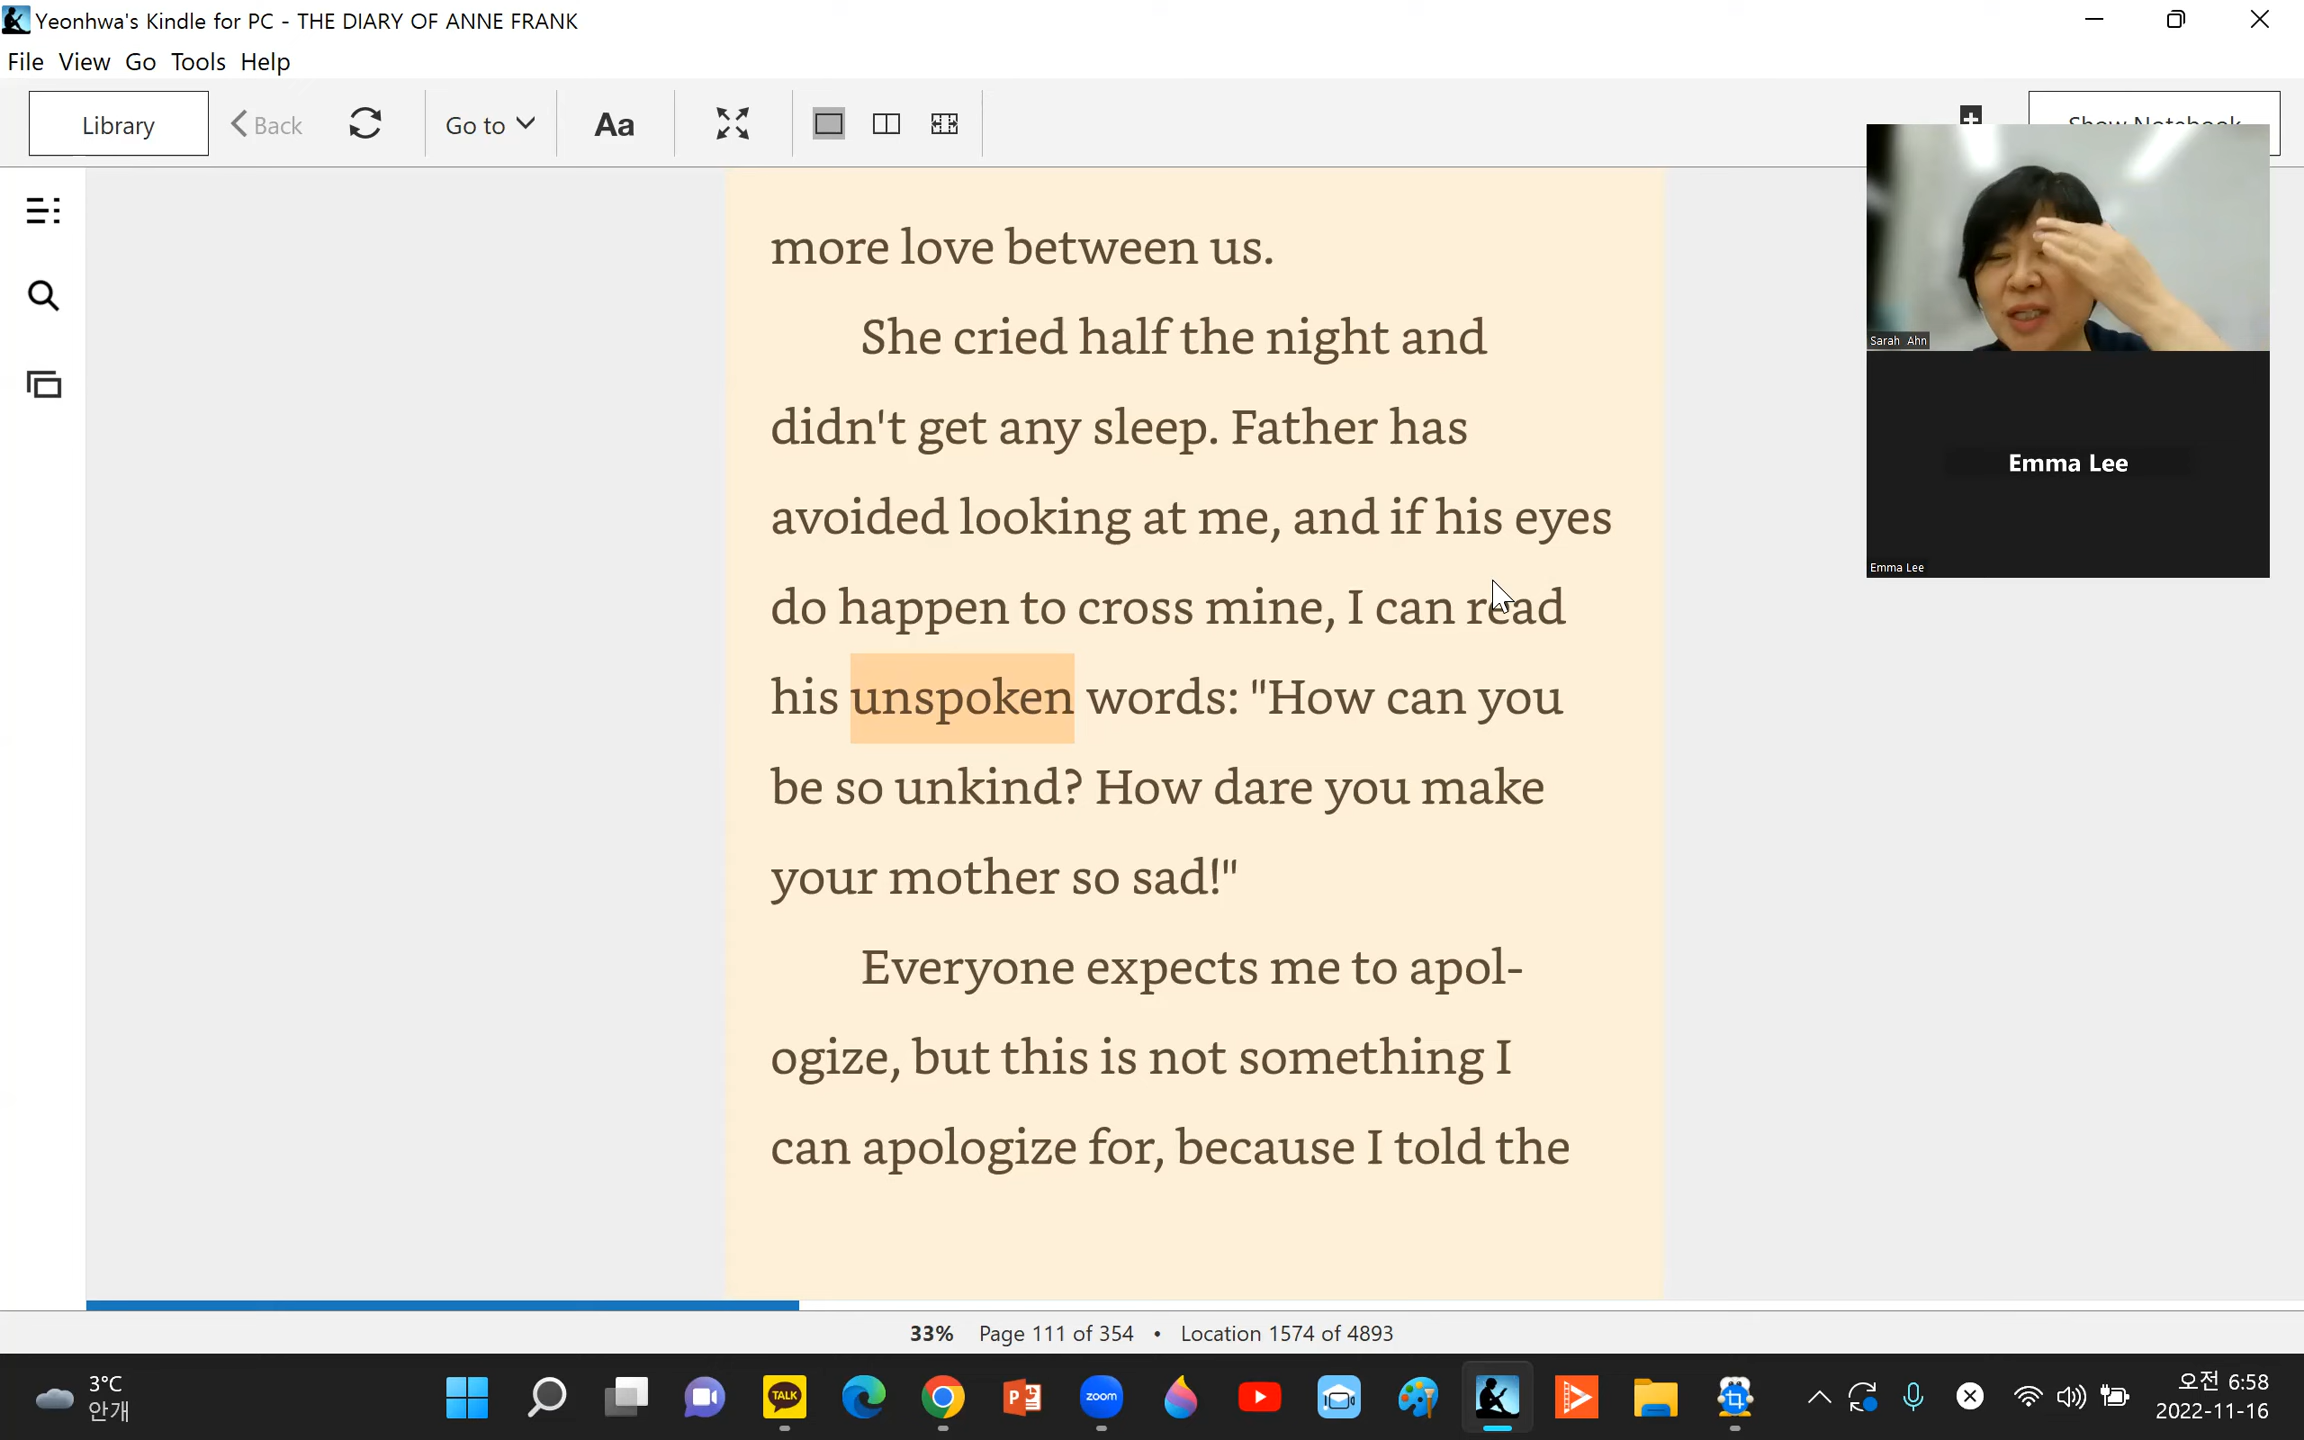 Yeonhwa's Kindle for PC - THE DIARY OF ANNE FRANK
File View Go Tools Help
Library
Back
Go to
Aa
Show Notebook
more love between us.
She cried half the night and
didn't get any sleep. Father has
avoided looking at me, and if his eyes
do happen to cross mine, I can read
his unspoken words: "How can you
be so unkind? How dare you make
your mother so sad!"
Everyone expects me to apol-
ogize, but this is not something I
can apologize for, because I told the
Sarah Ahn
Emma Lee
Emma Lee
33% Page 111 of 354 • Location 1574 of 4893
3°C
안개
TALK
P
zoom
오전 6:58
2022-11-16